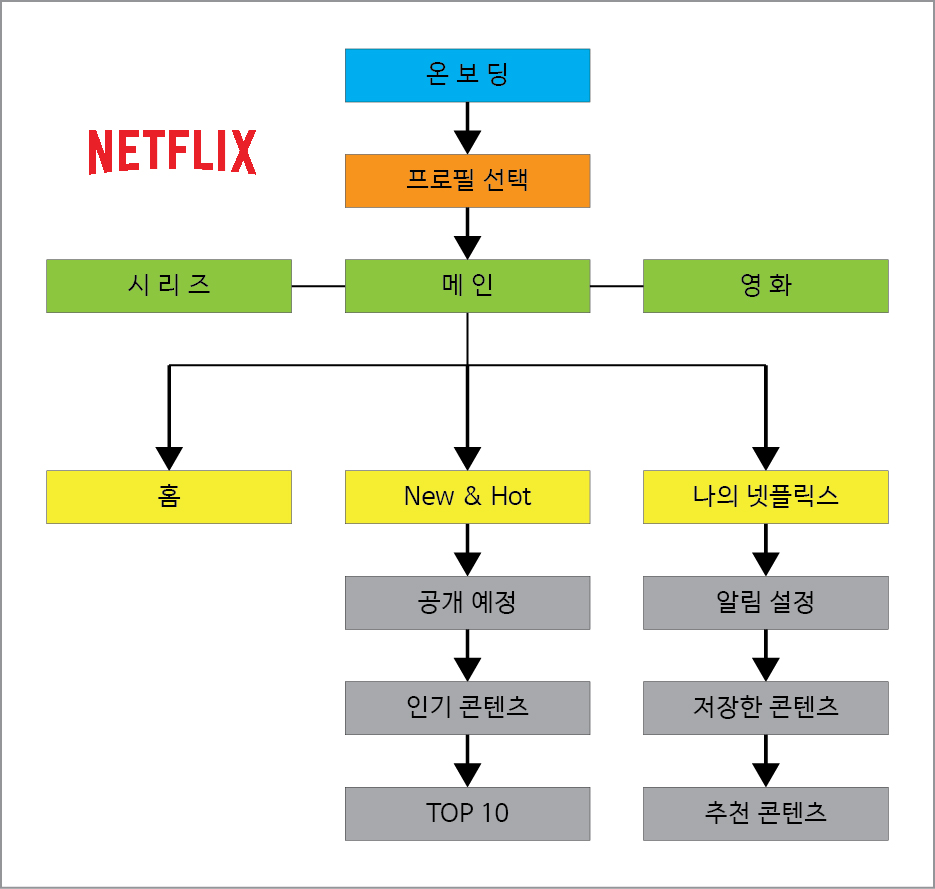 온 보 딩
NETFLIX
프로필 선택
시 리 즈
메 인
영 화
홈
New & Hot
나의 넷플릭스
공개 예정
알림 설정
인기 콘텐츠
저장한 콘텐츠
TOP 10
추천 콘텐츠